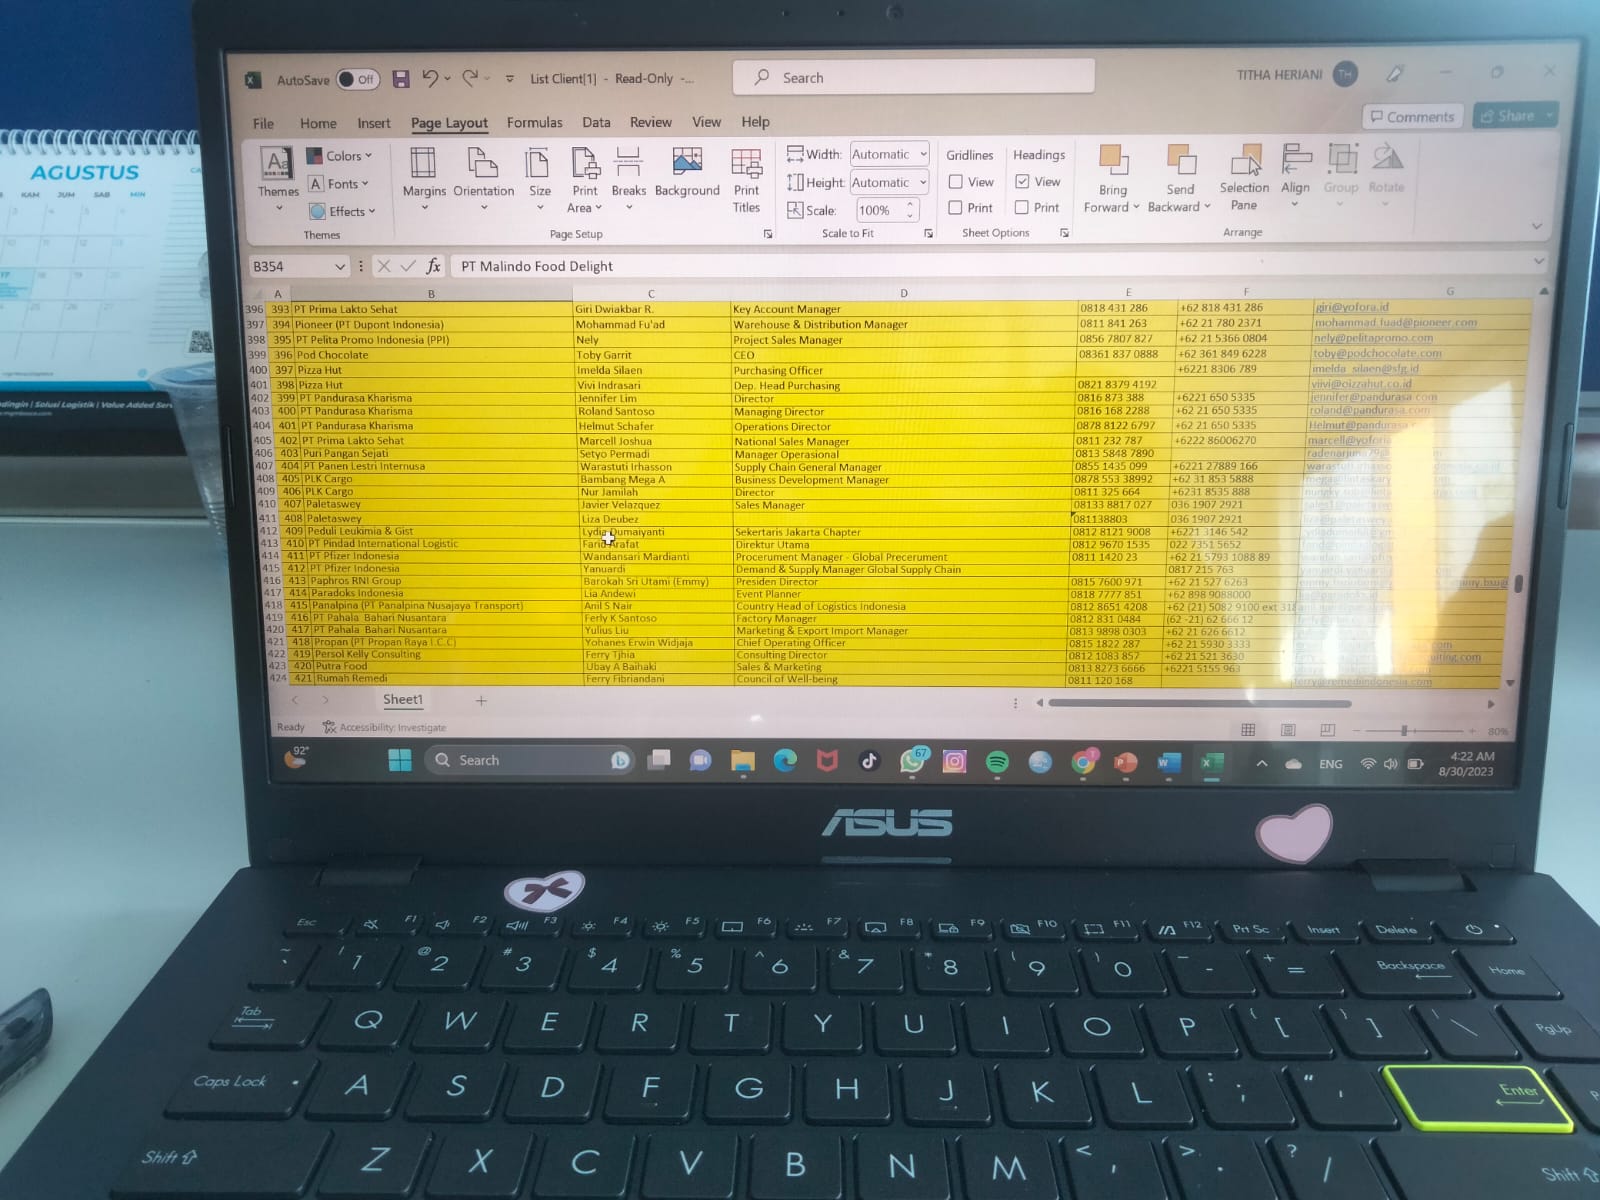 AGUSTUS
KAM JUM SAB MIN
17
dingin | Solusi Logistik | Value Added Serv
AutoSave Off List Client[1] - Read-Only -... Search TITHA HERIANI TH
File Home Insert Page Layout Formulas Data Review View Help Comments Share
Themes Colors Fonts Effects
Margins Orientation Size Print Area Breaks Background Print Titles
Width: Automatic
Height: Automatic
Scale: 100%
Gridlines Headings
View View
Print Print
Bring Forward Send Backward Selection Pane Align Group Rotate
Themes Page Setup Scale to Fit Sheet Options Arrange
B354 fx PT Malindo Food Delight
A B C D E F G
396 393 PT Prima Lakto Sehat Giri Dwiakbar R. Key Account Manager 0818 431 286 +62 818 431 286 giri@yofora.id
397 394 Pioneer (PT Dupont Indonesia) Mohammad Fu'ad Warehouse & Distribution Manager 0811 841 263 +62 21 780 2371 mohammad.fuad@pioneer.com
398 395 PT Pelita Promo Indonesia (PPI) Nely Project Sales Manager 0856 7807 827 +62 21 5366 0804 nely@pelitapromo.com
399 396 Pod Chocolate Toby Garrit CEO 08361 837 0888 +62 361 849 6228 toby@podchocolate.com
400 397 Pizza Hut Imelda Silaen Purchasing Officer +6221 8306 789 imelda_silaen@sfg.id
401 398 Pizza Hut Vivi Indrasari Dep. Head Purchasing 0821 8379 4192 viivi@oizzahut.co.id
402 399 PT Pandurasa Kharisma Jennifer Lim Director 0816 873 388 +6221 650 5335 jennifer@pandurasa.com
403 400 PT Pandurasa Kharisma Roland Santoso Managing Director 0816 168 2288 +62 21 650 5335 roland@pandurasa.com
404 401 PT Pandurasa Kharisma Helmut Schafer Operations Director 0878 8122 6797 +62 21 650 5335 Helmut@pandurasa
405 402 PT Prima Lakto Sehat Marcell Joshua National Sales Manager 0811 232 787 +6222 86006270 marcell@yofor
406 403 Puri Pangan Sejati Setyo Permadi Manager Operasional 0813 5848 7890
407 404 PT Panen Lestri Internusa Warastuti Irhasson Supply Chain General Manager 0855 1435 099 +6221 27889 166
408 405 PLK Cargo Bambang Mega A Business Development Manager 0878 553 38992 +62 31 853 5888
409 406 PLK Cargo Nur Jamilah Director 0811 325 664 +6231 8535 888
410 407 Paletaswey Javier Velazquez Sales Manager 08133 8817 027 036 1907 2921
411 408 Paletaswey Liza Deubez 081138803 036 1907 2921
412 409 Peduli Leukimia & Gist Lydia Dumaiyanti Sekertaris Jakarta Chapter 0812 8121 9008 +6221 3146 542
413 410 PT Pindad International Logistic Farid Arafat Direktur Utama 0812 9670 1535 022 7351 5652
414 411 PT Pfizer Indonesia Wandansari Mardianti Procerument Manager - Global Precerument 0811 1420 23 +62 21 5793 1088 89
415 412 PT Pfizer Indonesia Yanuardi Demand & Supply Manager Global Supply Chain 0817 215 763
416 413 Paphros RNI Group Barokah Sri Utami (Emmy) Presiden Director 0815 7600 971 +62 21 527 6263
417 414 Paradoks Indonesia Lia Andewi Event Planner 0818 7777 851 +62 898 9088000
418 415 Panalpina (PT Panalpina Nusajaya Transport) Anil S Nair Country Head of Logistics Indonesia 0812 8651 4208 +62 (21) 5082 9100 ext 318
419 416 PT Pahala Bahari Nusantara Ferly K Santoso Factory Manager 0812 831 0484 (62 -21) 62 666 12
420 417 PT Pahala Bahari Nusantara Yulius Liu Marketing & Export Import Manager 0813 9898 0303 +62 21 626 6612
421 418 Propan (PT Propan Raya I.C.C) Yohanes Erwin Widjaja Chief Operating Officer 0815 1822 287 +62 21 5930 3333 com
422 419 Persol Kelly Consulting Ferry Tjhia Consulting Director 0812 1083 857 +62 21 521 3630
423 420 Putra Food Ubay A Baihaki Sales & Marketing 0813 8273 6666 +6221 5155 963
424 421 Rumah Remedi Ferry Fibriandani Council of Well-being 0811 120 168 ferry@remediindonesia.com
Sheet1
Ready Accessibility: Investigate 80%
92° Search 67 ENG 4:22 AM
8/30/2023
ASUS
Esc F1 F2 F3 F4 F5 F6 F7 F8 F9 F10 F11 F12 Prt Sc Insert Delete
~ ` ! 1 @ 2 # 3 $ 4 % 5 ^ 6 & 7 * 8 ( 9 ) 0 _ - + = Backspace Home
Tab Q W E R T Y U I O P { [ } ] | \ PgUp
Caps Lock A S D F G H J K L : ; " ' Enter
Shift Z X C V B N M < , > . ? / Shift